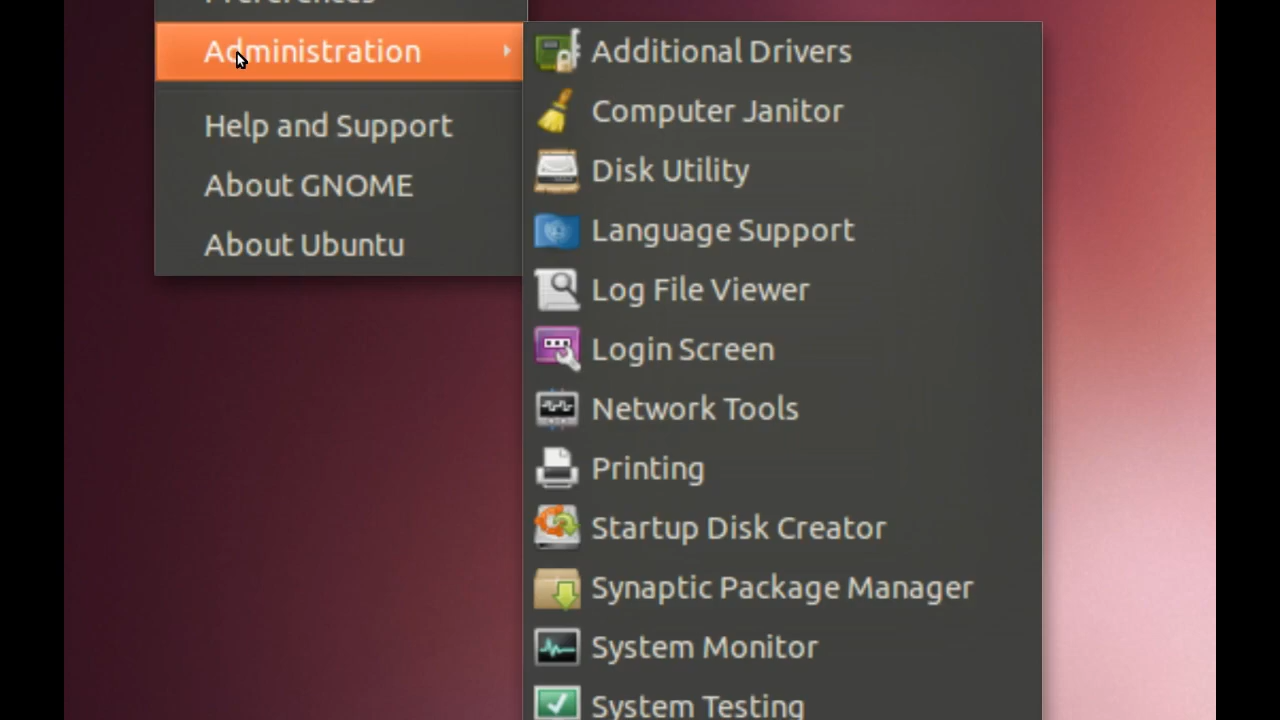 Preferences
Administration
Help and Support
About GNOME
About Ubuntu
Additional Drivers
Computer Janitor
Disk Utility
Language Support
Log File Viewer
Login Screen
Network Tools
Printing
Startup Disk Creator
Synaptic Package Manager
System Monitor
System Testing